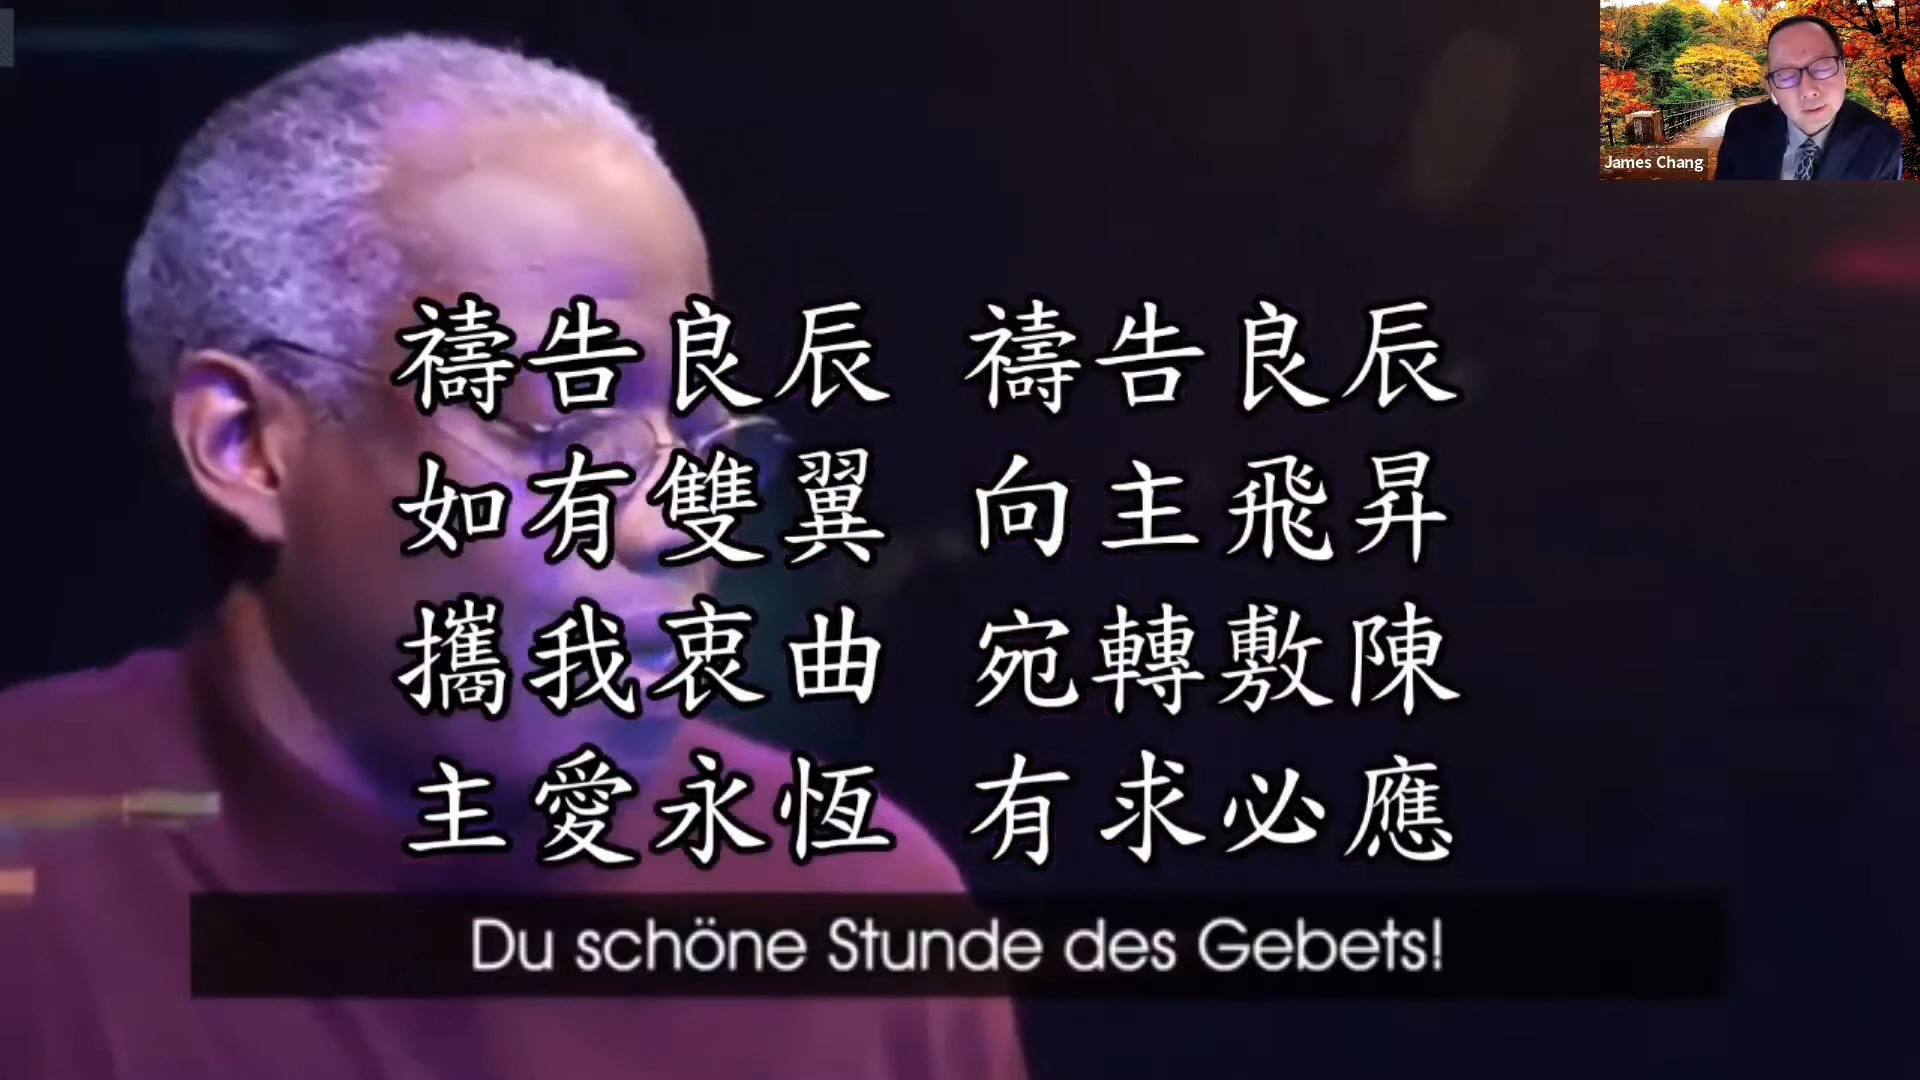 James Chang
禱告良辰 禱告良辰
如有雙翼 向主飛昇
攜我衷曲 宛轉敷陳
主愛永恆 有求必應
Du schöne Stunde des Gebets!